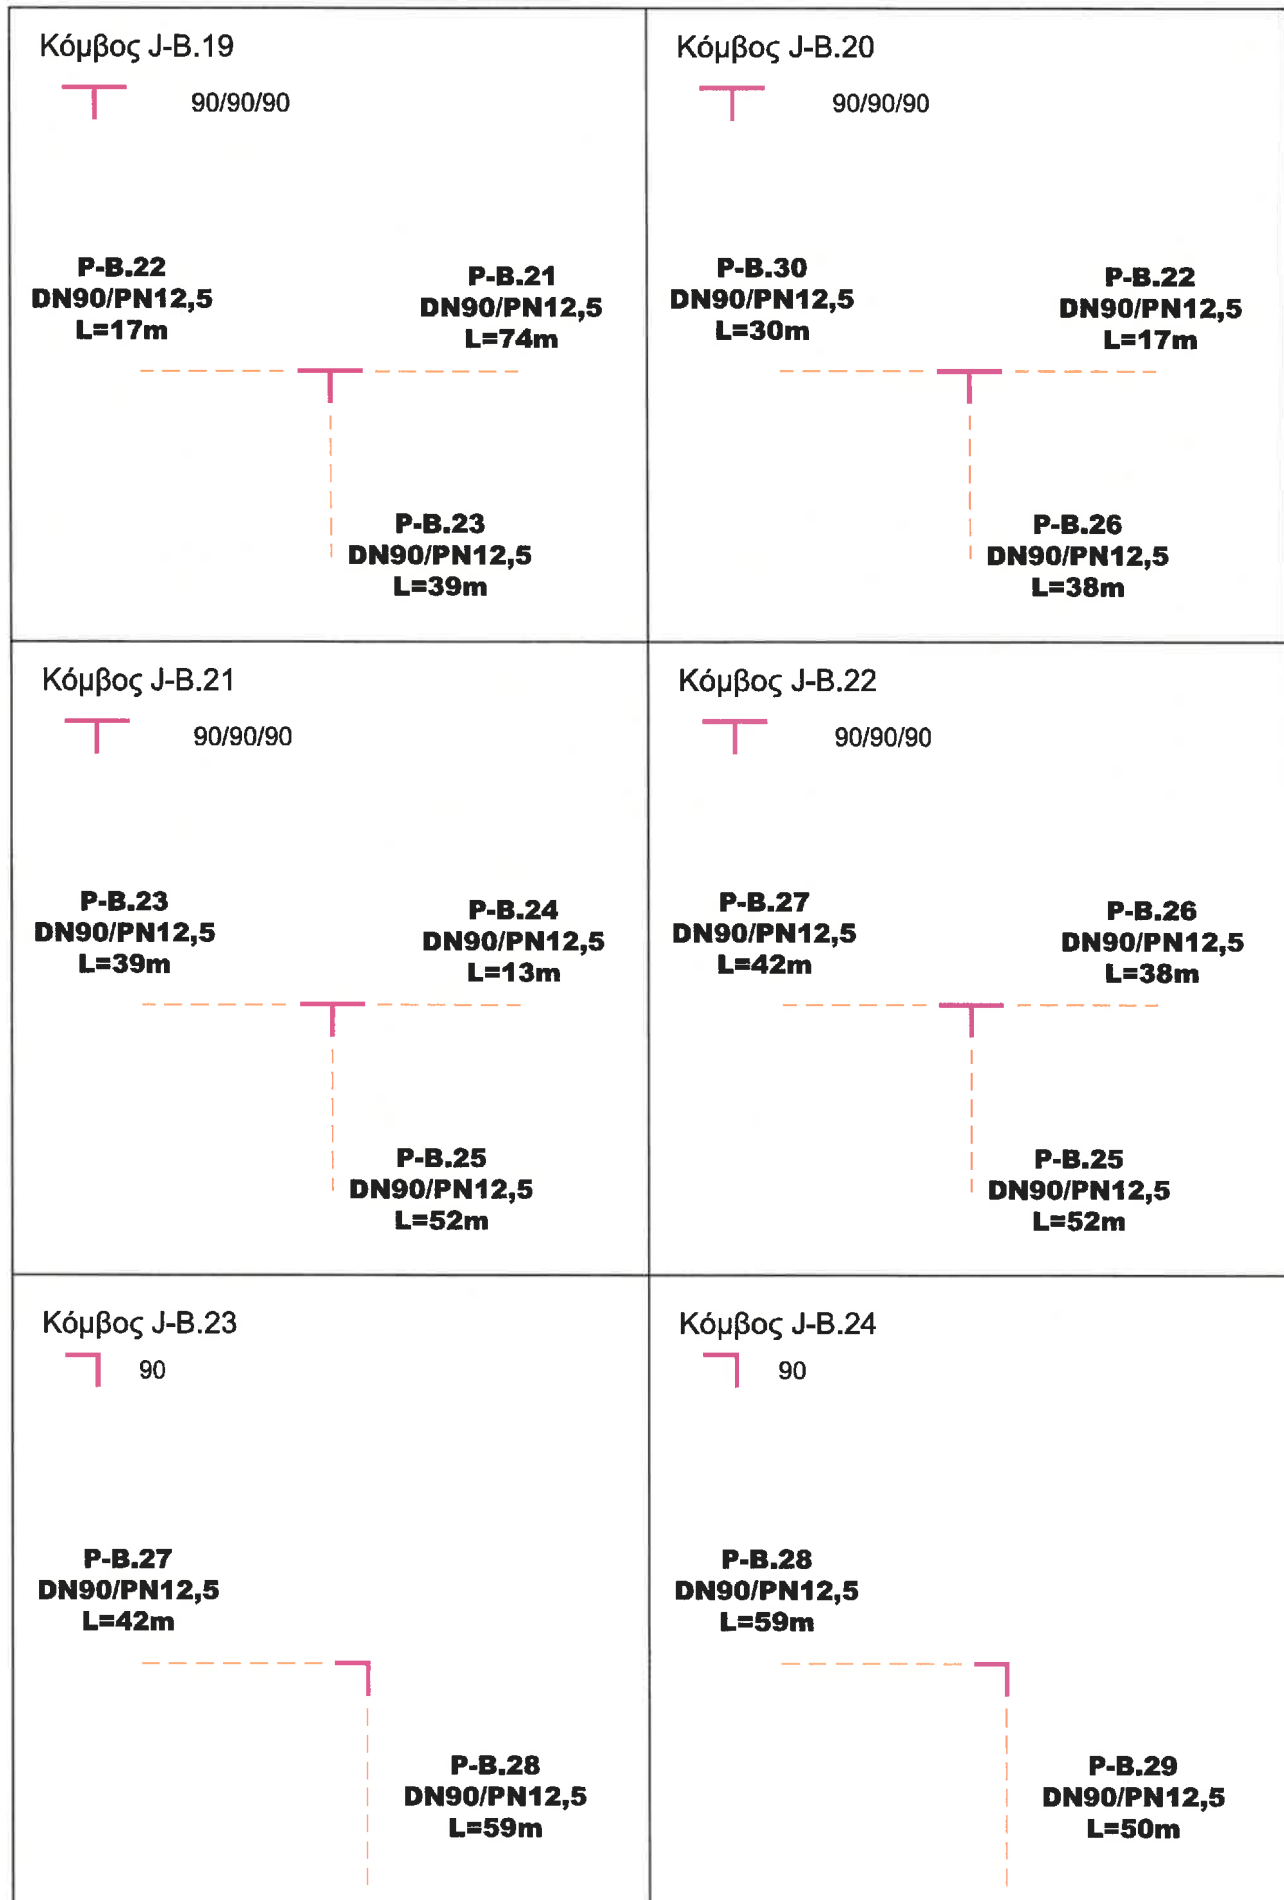 Κόμβος J-B.19
90/90/90
P-B.22
DN90/PN12,5
L=17m
P-B.21
DN90/PN12,5
L=74m
P-B.23
DN90/PN12,5
L=39m
Κόμβος J-B.20
90/90/90
P-B.30
DN90/PN12,5
L=30m
P-B.22
DN90/PN12,5
L=17m
P-B.26
DN90/PN12,5
L=38m
Κόμβος J-B.21
90/90/90
P-B.23
DN90/PN12,5
L=39m
P-B.24
DN90/PN12,5
L=13m
P-B.25
DN90/PN12,5
L=52m
Κόμβος J-B.22
90/90/90
P-B.27
DN90/PN12,5
L=42m
P-B.26
DN90/PN12,5
L=38m
P-B.25
DN90/PN12,5
L=52m
Κόμβος J-B.23
90
P-B.27
DN90/PN12,5
L=42m
P-B.28
DN90/PN12,5
L=59m
Κόμβος J-B.24
90
P-B.28
DN90/PN12,5
L=59m
P-B.29
DN90/PN12,5
L=50m